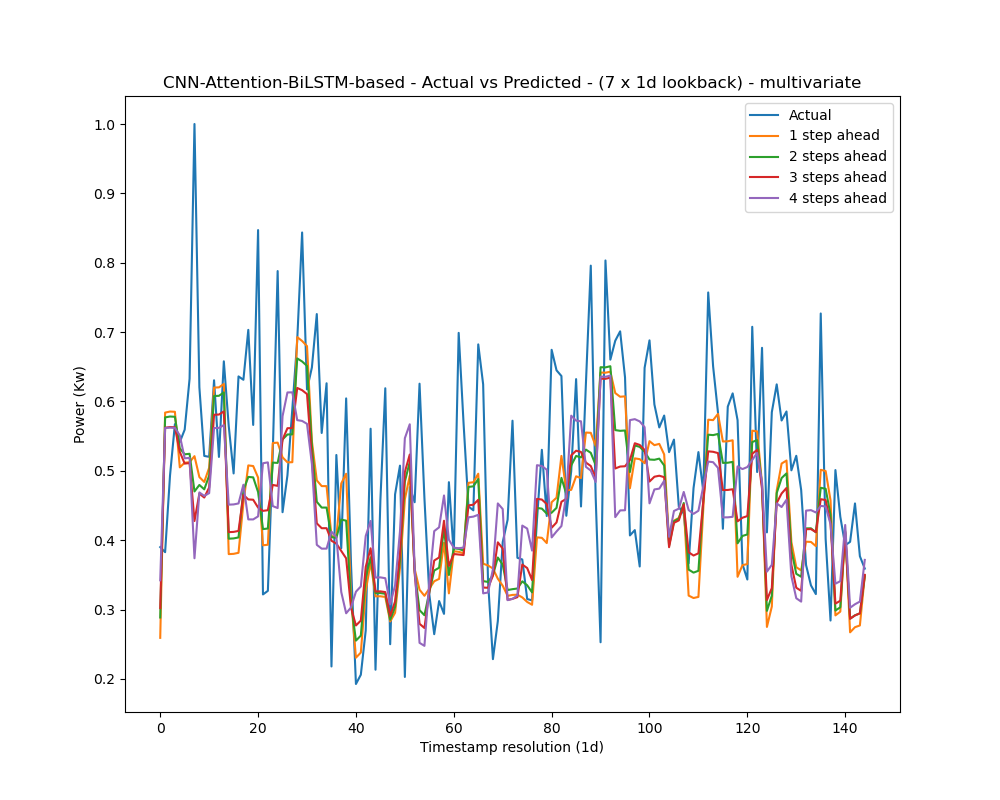 CNN-Attention-BiLSTM-based - Actual vs Predicted - (7 x 1d lookback) - multivariate
Actual
1 step ahead
2 steps ahead
3 steps ahead
4 steps ahead
Power (Kw)
1.0
0.9
0.8
0.7
0.6
0.5
0.4
0.3
0.2
0 20 40 60 80 100 120 140
Timestamp resolution (1d)